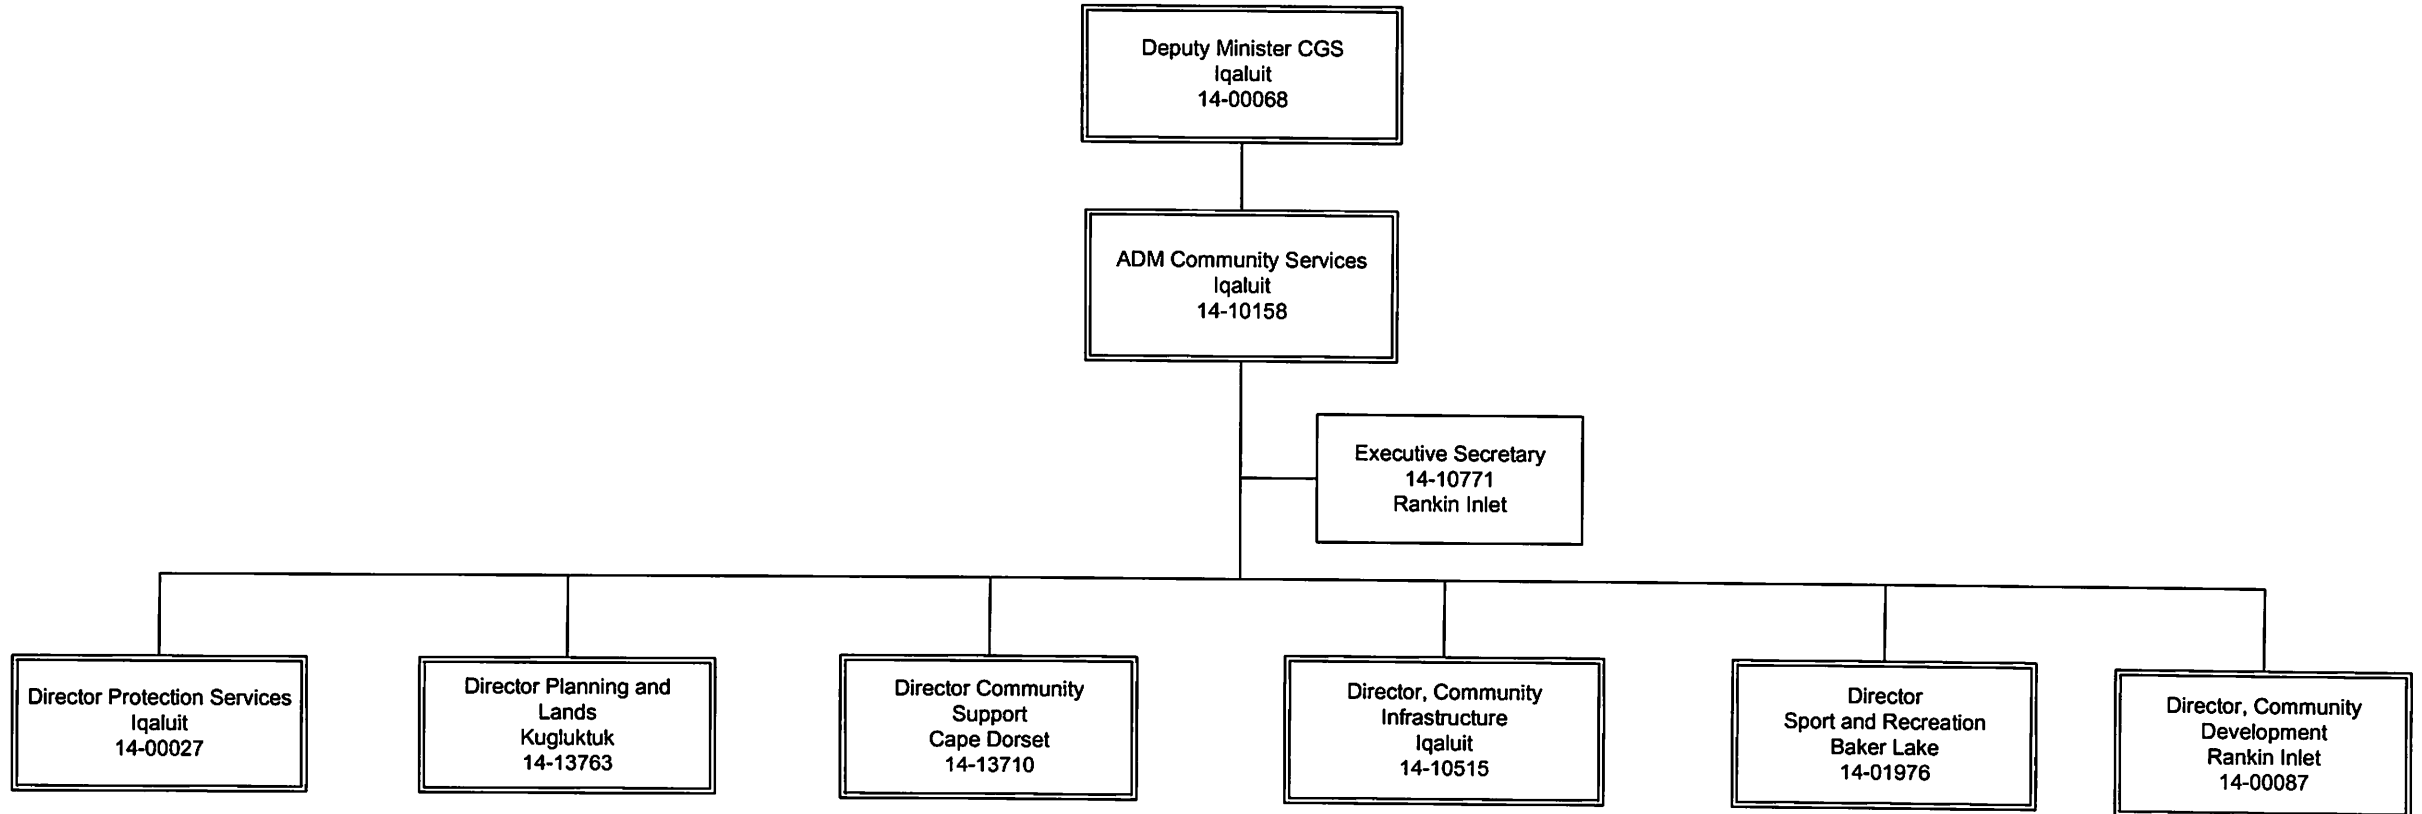 Deputy Minister CGS
Iqaluit
14-00068
ADM Community Services
Iqaluit
14-10158
Executive Secretary
14-10771
Rankin Inlet
Director Protection Services
Iqaluit
14-00027
Director Planning and
Lands
Kugluktuk
14-13763
Director Community
Support
Cape Dorset
14-13710
Director, Community
Infrastructure
Iqaluit
14-10515
Director
Sport and Recreation
Baker Lake
14-01976
Director, Community
Development
Rankin Inlet
14-00087